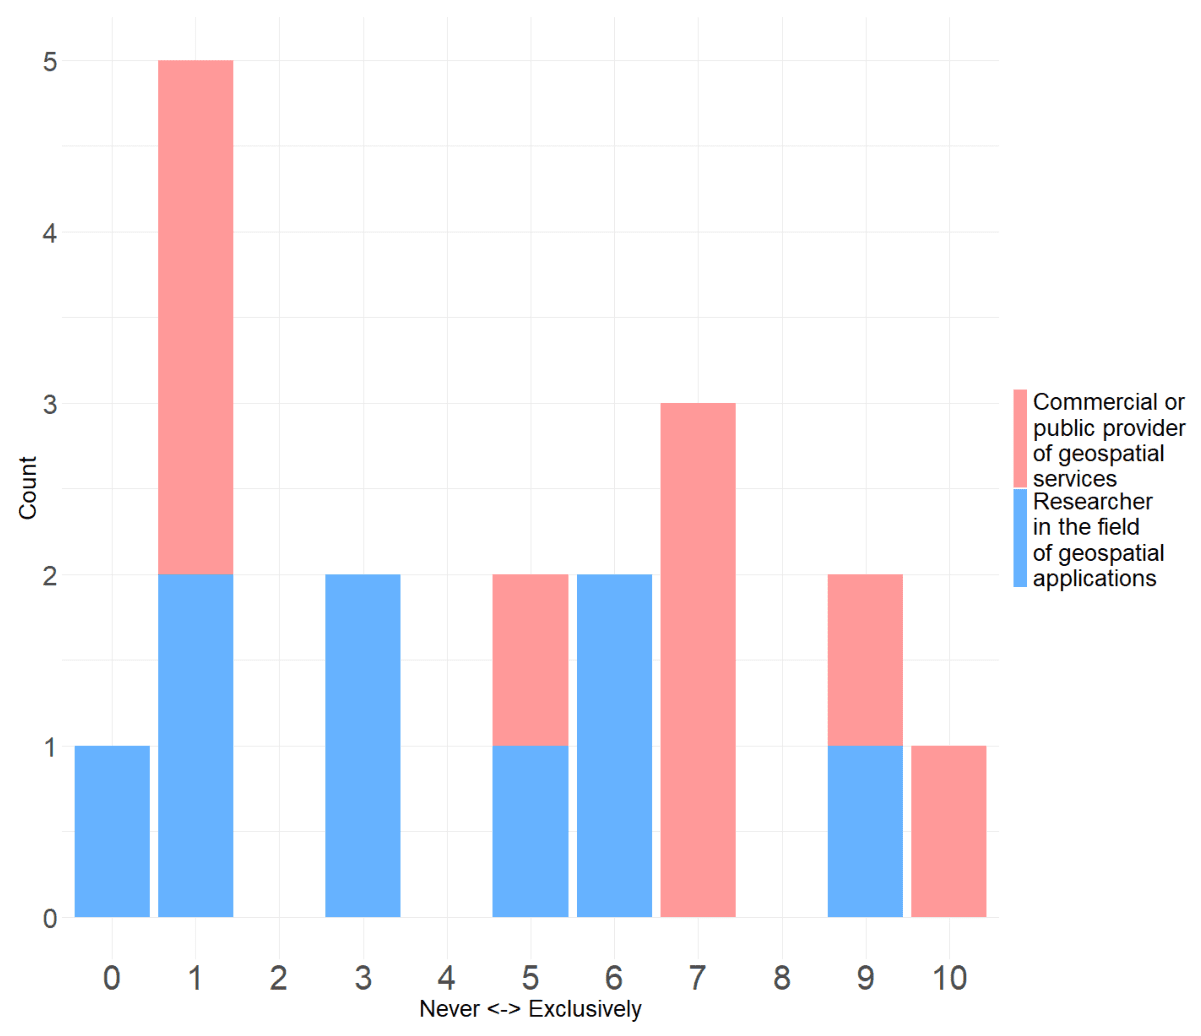 5
4
3
2
1
0
Count
0 1 2 3 4 5 6 7 8 9 10
Never <-> Exclusively
Commercial or
public provider
of geospatial
services
Researcher
in the field
of geospatial
applications